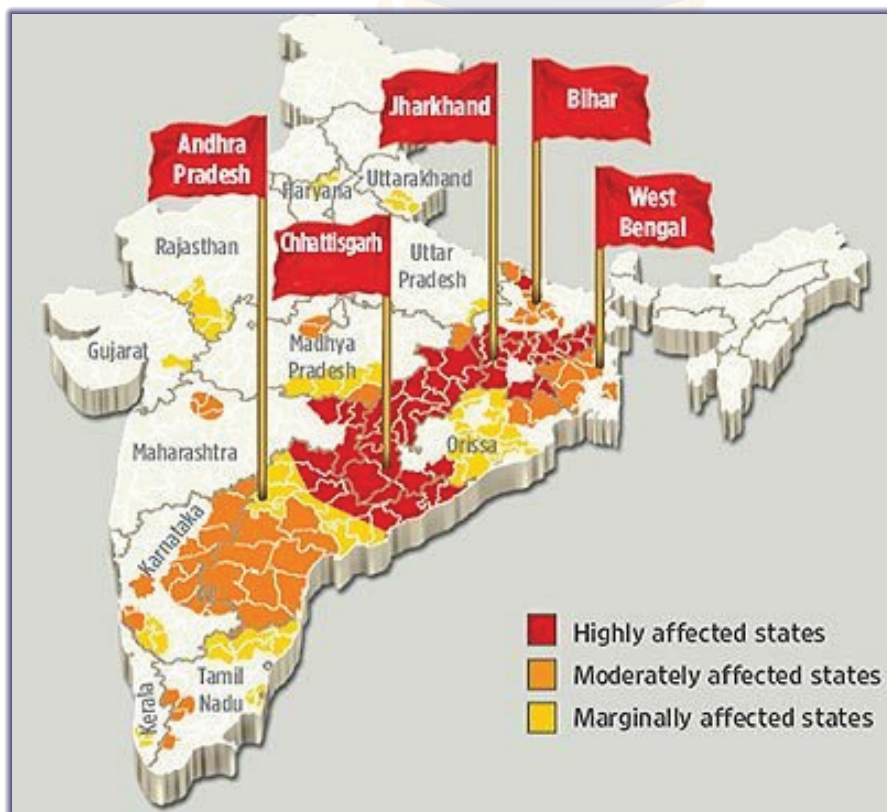 Jharkhand
Bihar
Andhra
Pradesh
Haryana
Uttarakhand
West
Bengal
Rajasthan
Chhattisgarh
Uttar
Pradesh
Gujarat
Madhya
Pradesh
Maharashtra
Orissa
Karnataka
Highly affected states
Moderately affected states
Marginally affected states
Tamil
Nadu
Kerala